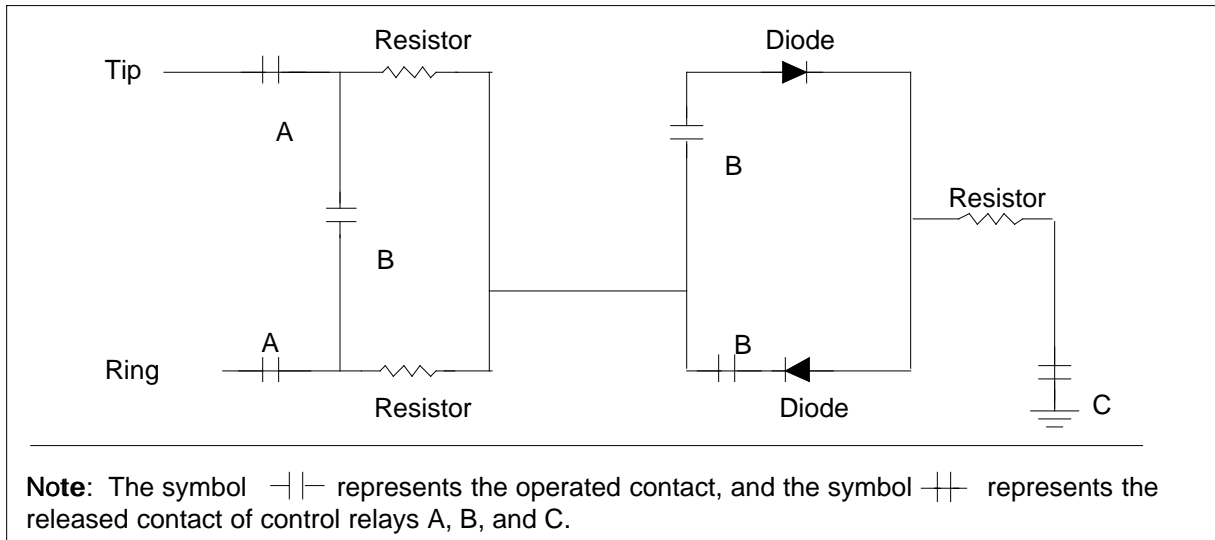 Resistor
Diode
Tip
A
B
Resistor
B
A
B
Ring
Resistor
Diode
C
Note: The symbol represents the operated contact, and the symbol represents the
released contact of control relays A, B, and C.